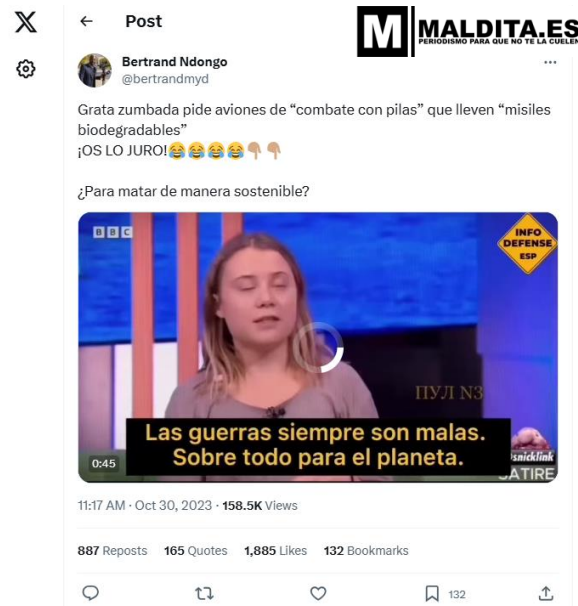 Post
MALDITA.ES
PERIODISMO PARA QUE NO TE LA CUELEN
Bertrand Ndongo
@bertrandmyd
Grata zumbada pide aviones de “combate con pilas” que lleven “misiles
biodegradables”
¡OS LO JURO!😂😂😂😂👇🏽👇🏽
¿Para matar de manera sostenible?
BBC
INFO
DEFENSE
ESP
ПУЛ N3
Las guerras siempre son malas.
Sobre todo para el planeta.
0:45
snicklink
SATIRE
11:17 AM · Oct 30, 2023 · 158.5K Views
887 Reposts 165 Quotes 1,885 Likes 132 Bookmarks
132